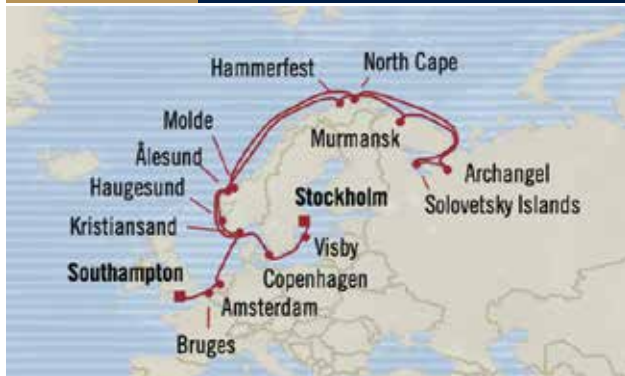 Hammerfest
North Cape
Molde
Murmansk
Ålesund
Archangel
Haugesund
Solovetsky Islands
Stockholm
Kristiansand
Visby
Southampton
Copenhagen
Amsterdam
Bruges